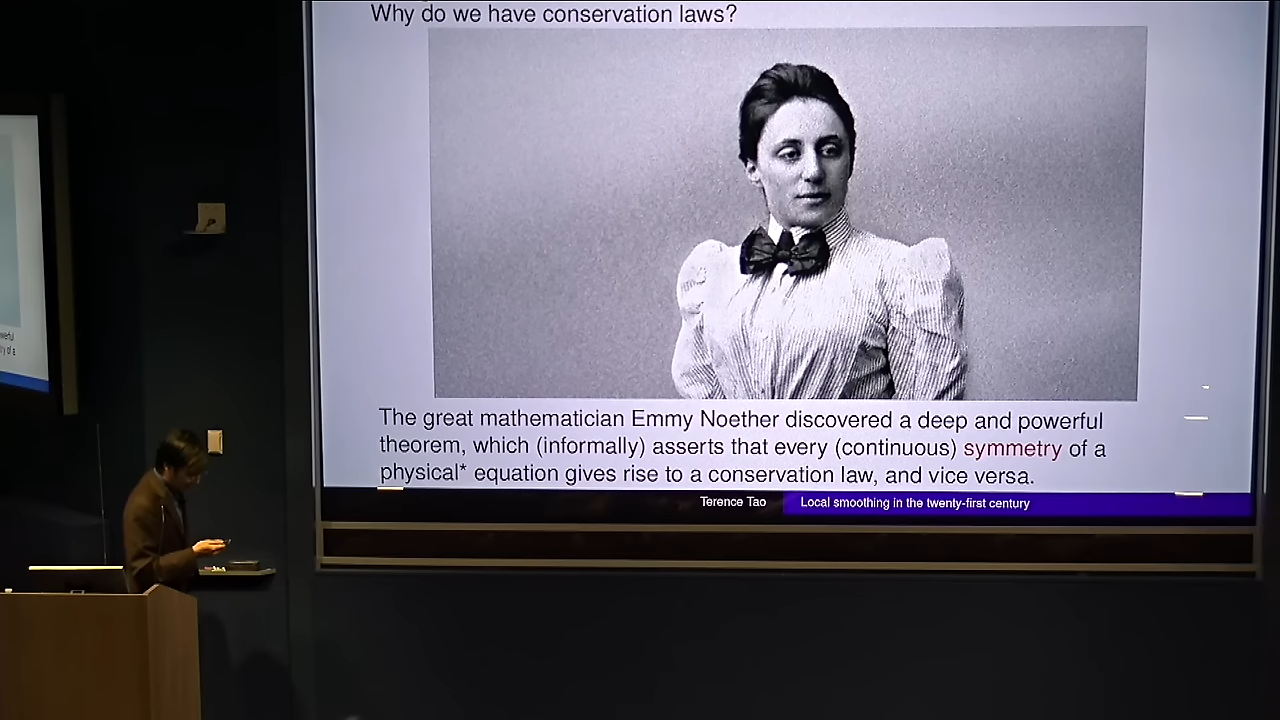 Why do we have conservation laws?
The great mathematician Emmy Noether discovered a deep and powerful
theorem, which (informally) asserts that every (continuous) symmetry of a
physical* equation gives rise to a conservation law, and vice versa.
Terence Tao Local smoothing in the twenty-first century